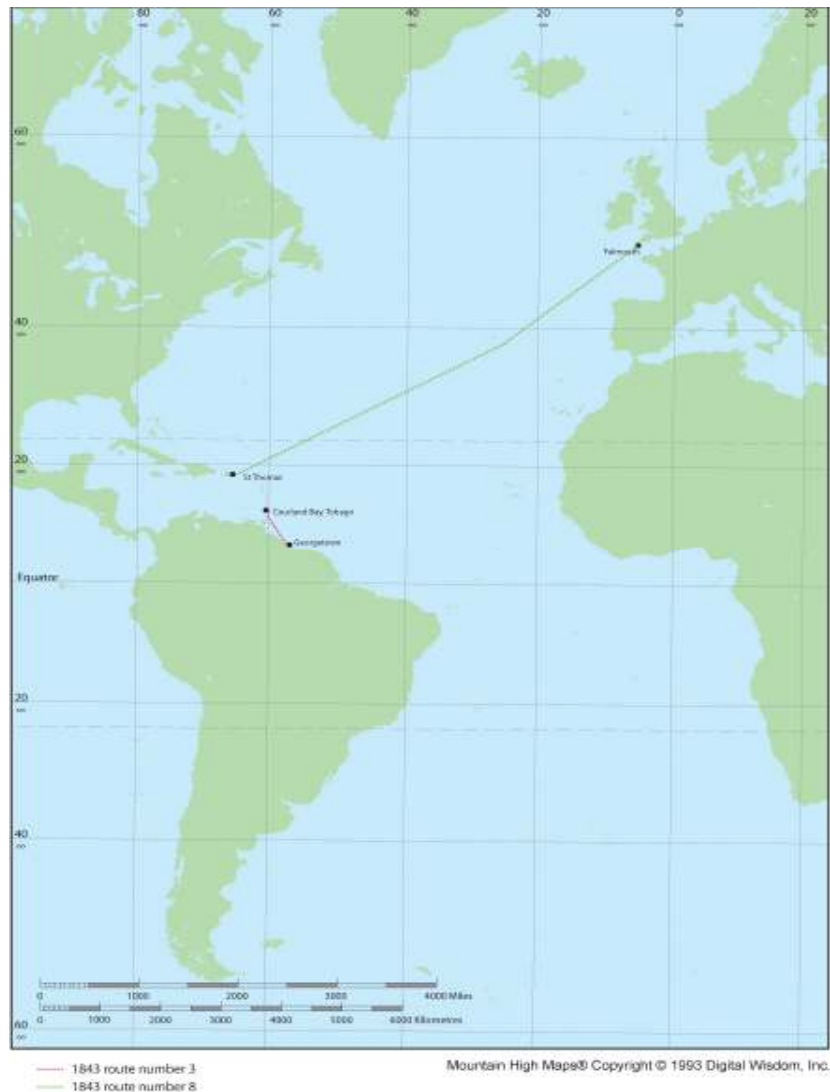 80
60
40
20
0
20
60
Falmouth
40
20
St Thomas
Courland Bay Tobago
Georgetown
Equator
20
40
0 1000 2000 3000 4000 Miles
0 1000 2000 3000 4000 5000 6000 Kilometres
60
1843 route number 3
1843 route number 8
Mountain High Maps® Copyright © 1993 Digital Wisdom, Inc.